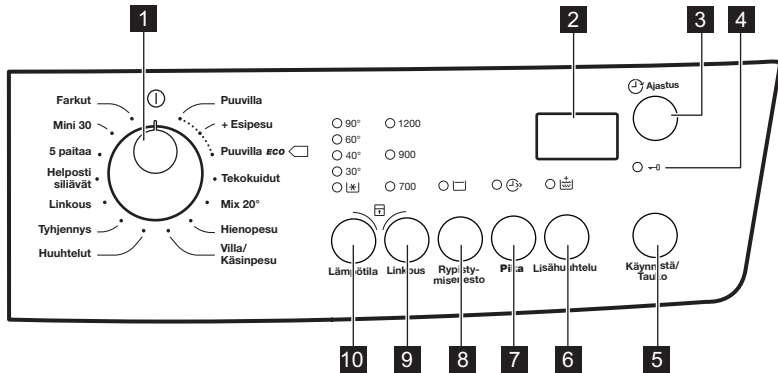 1
2
3
4
Farkut
Mini 30
5 paitaa
Helposti
siliävät
Linkous
Tyhjennys
Huuhtelut
Puuvilla
+ Esipesu
Puuvilla ECO
Tekokuidut
Mix 20°
Hienopesu
Villa/
Käsinpesu
90°
60°
40°
30°
1200
900
700
Ajastus
Lämpötila
Linkous
Rypisty-
misenesto
Pika
Lisähuuhtelu
Käynnistä/
Tauko
10
9
8
7
6
5